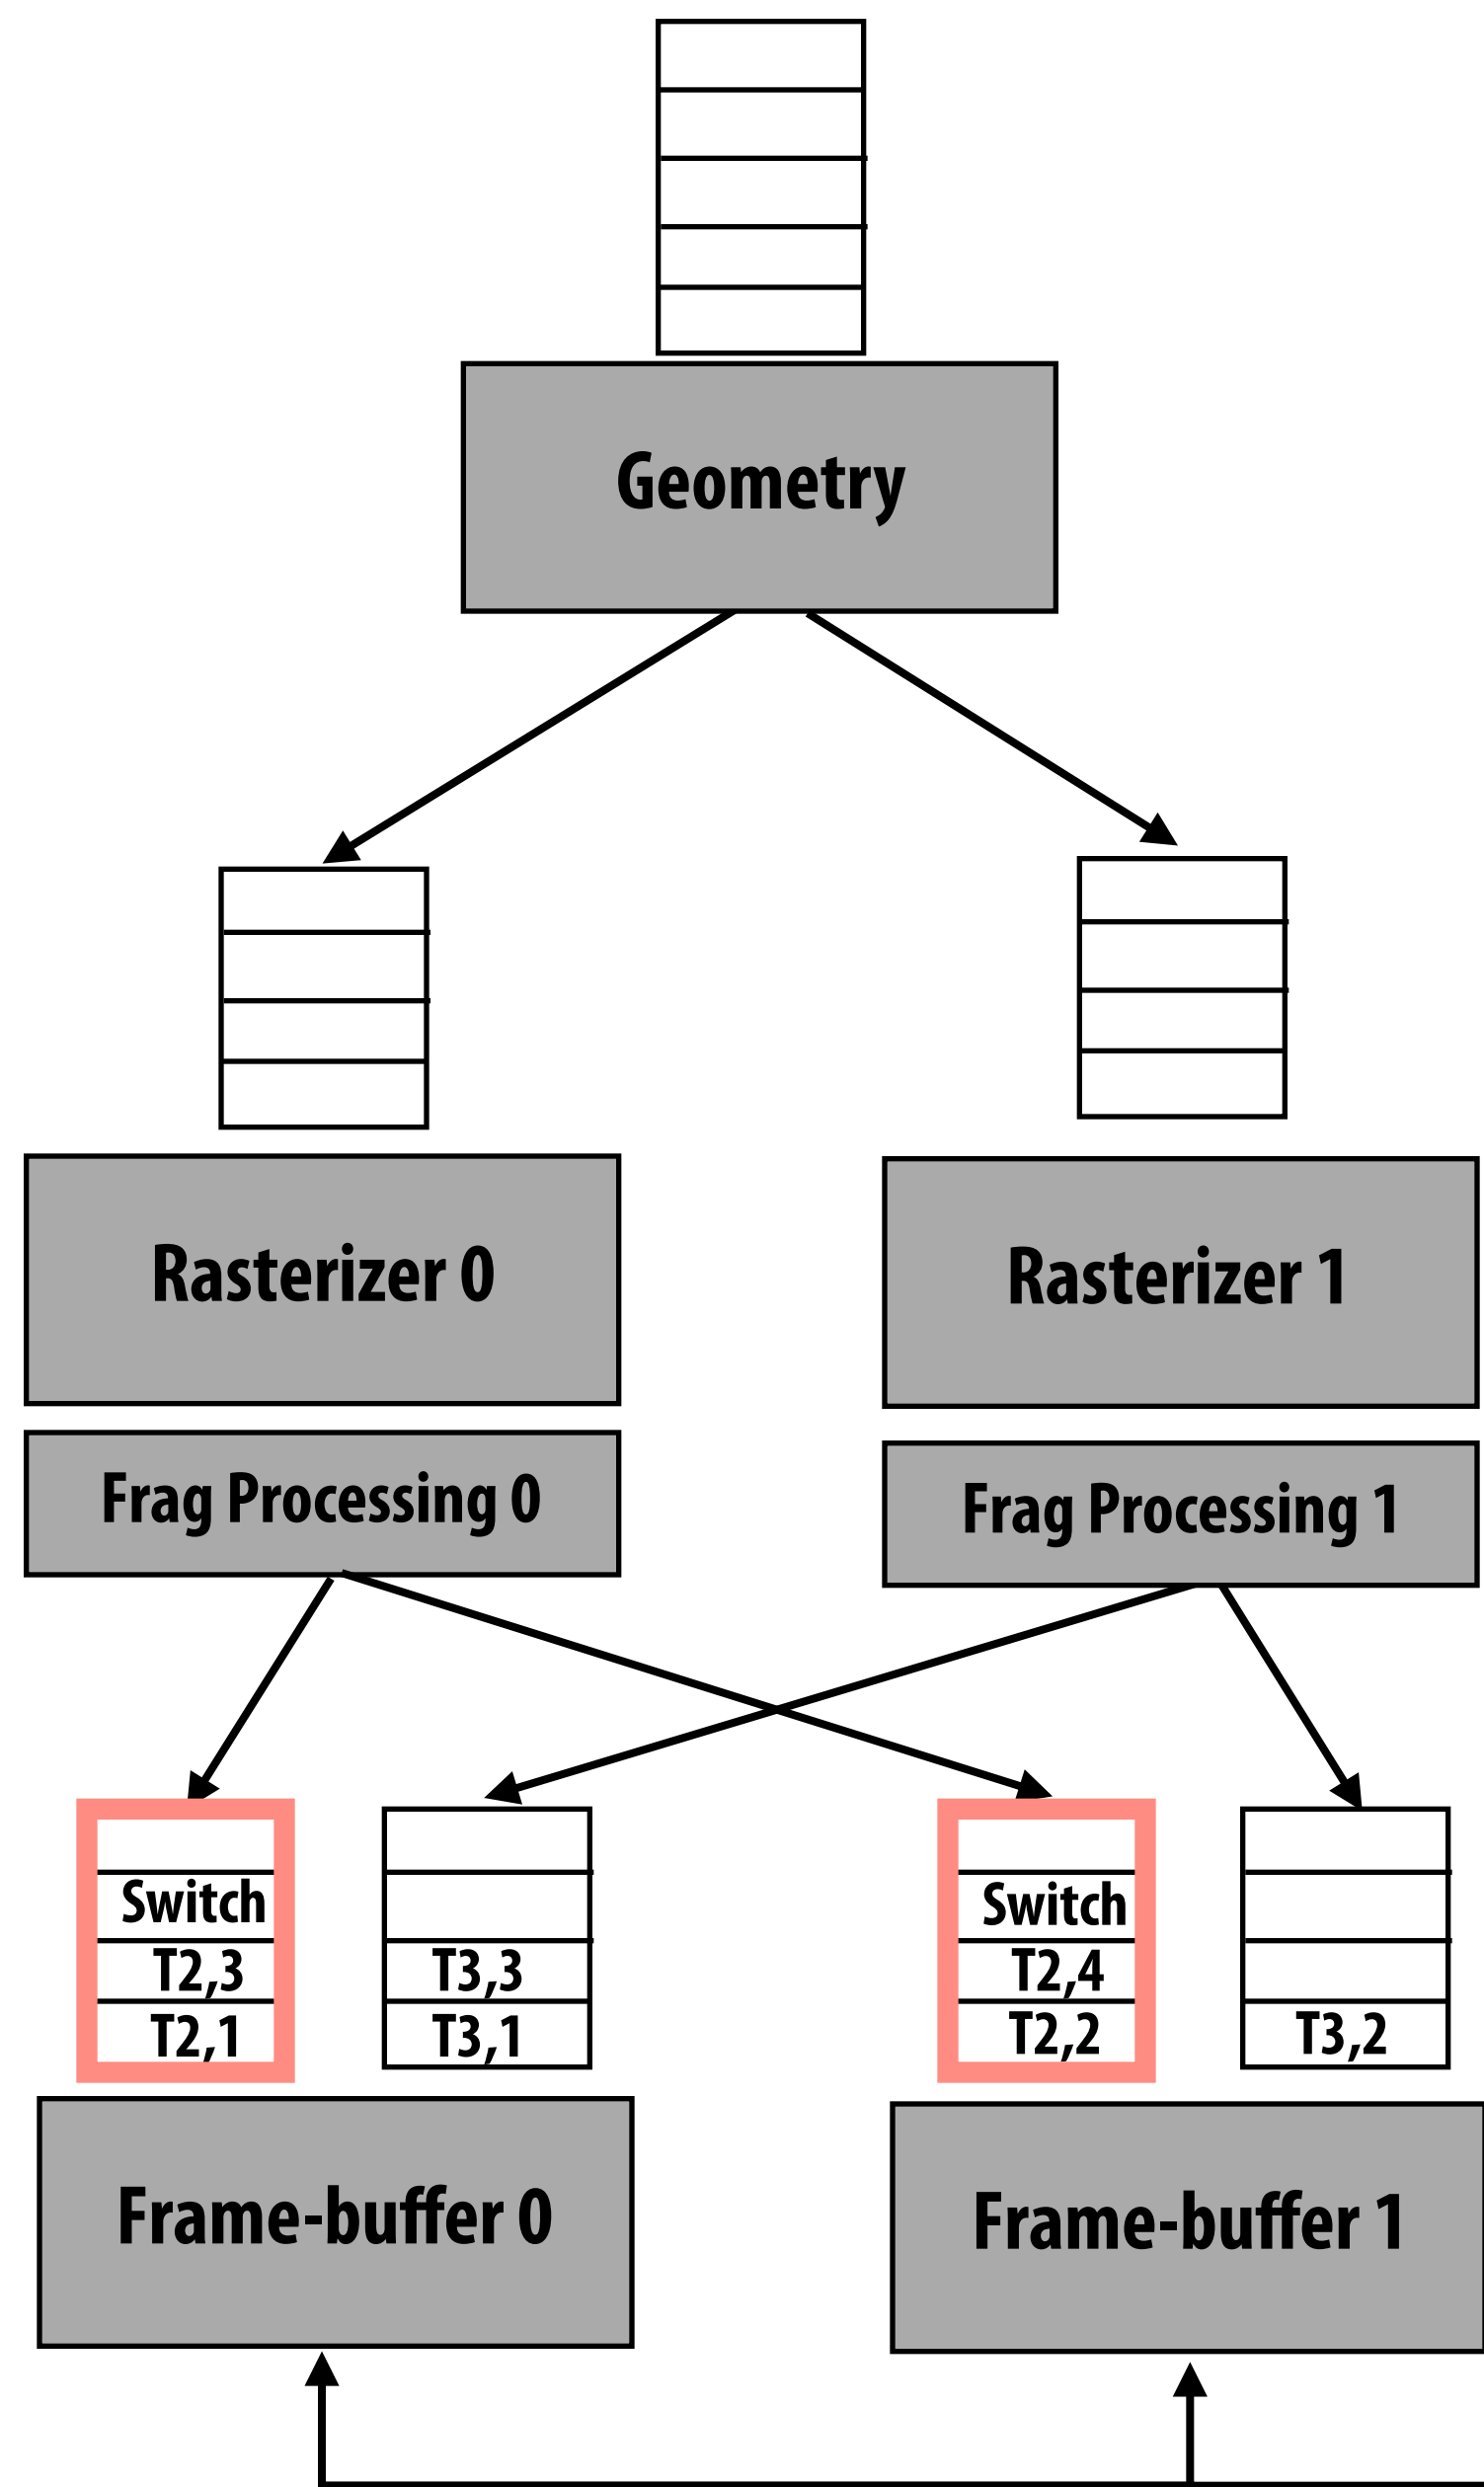 Geometry
Rasterizer 0
Rasterizer 1
Frag Processing 0
Frag Processing 1
Switch
T2,3
T2,1
T3,3
T3,1
Switch
T2,4
T2,2
T3,2
Frame-buffer 0
Frame-buffer 1